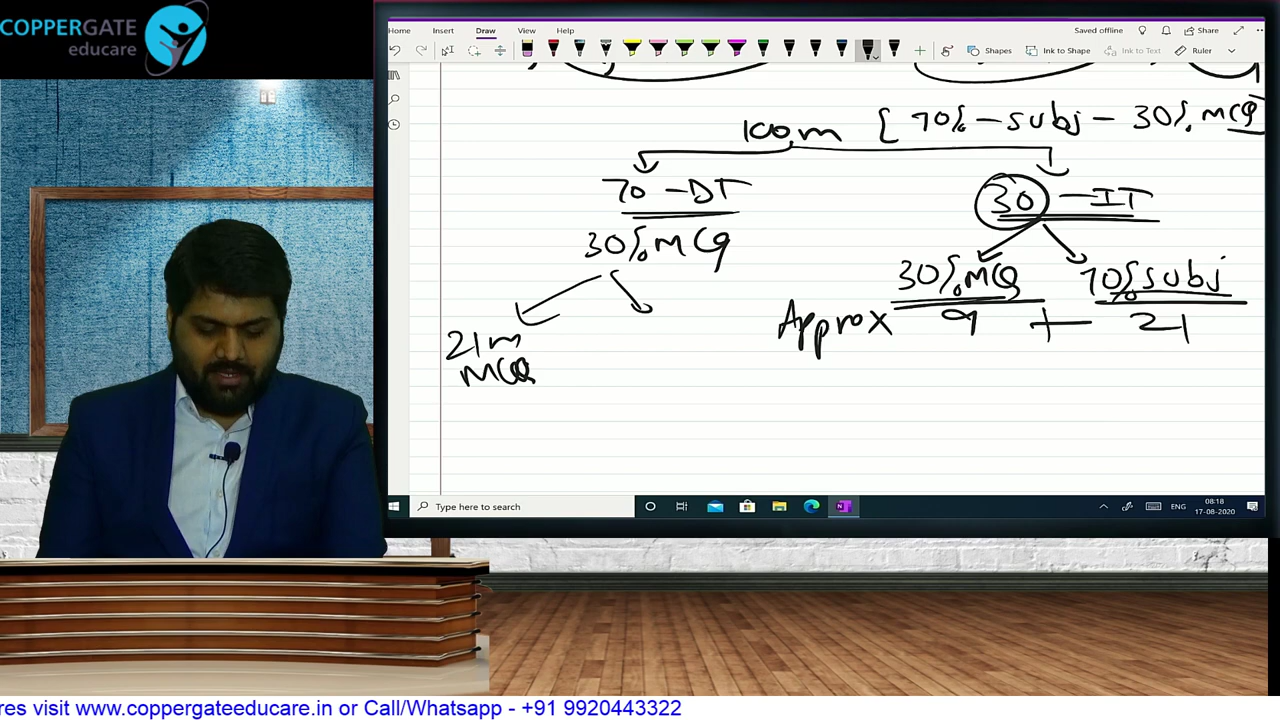 COPPERGATE
educare
Home Insert Draw View Help
Saved offline
Share
Shapes
Ink to Shape
Ink to Text
Ruler
100m [ 70% - subj - 30% MCQ
70 - DT
30 - IT
30% MCQ
30% MCQ 70% subj
Approx 9 + 21
21m
MCQ
Type here to search
ENG
08:18
17-08-2020
res visit www.coppergateeducare.in or Call/Whatsapp - +91 9920443322